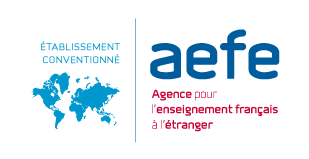 ÉTABLISSEMENT
CONVENTIONNÉ
aefe
Agence pour
l'enseignement français
à l'étranger